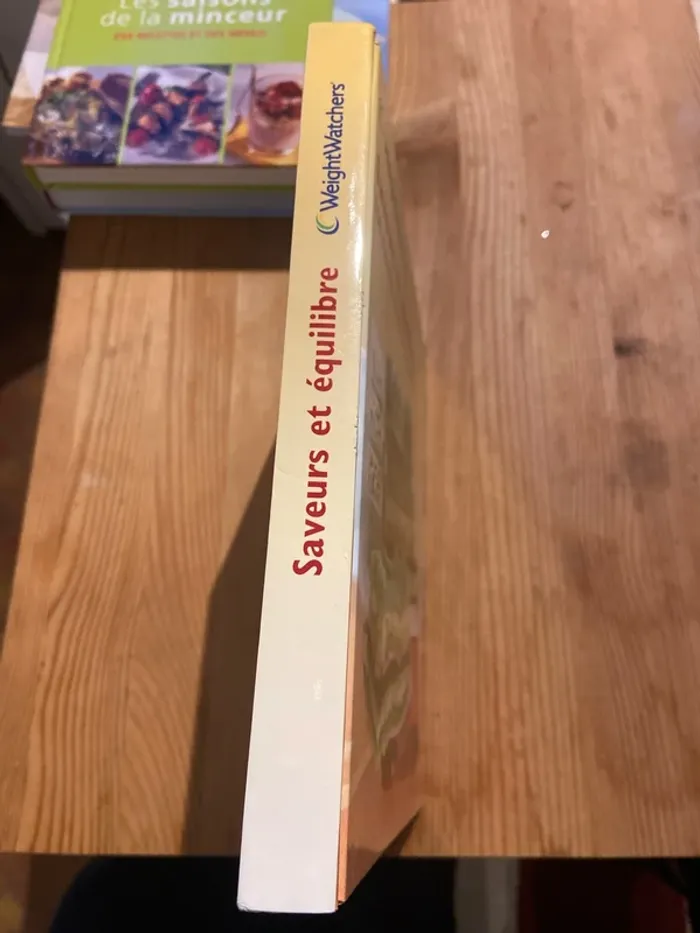 Les saisons
de la minceur
Saveurs et équilibre
WeightWatchers